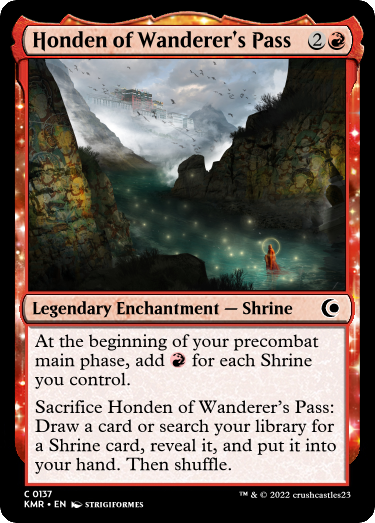 Honden of Wanderer's Pass 2
Legendary Enchantment — Shrine
At the beginning of your precombat
main phase, add for each Shrine
you control.
Sacrifice Honden of Wanderer's Pass:
Draw a card or search your library for
a Shrine card, reveal it, and put it into
your hand. Then shuffle.
C 0137
KMR • EN STRIGIFORMES
™ & © 2022 crushcastles23